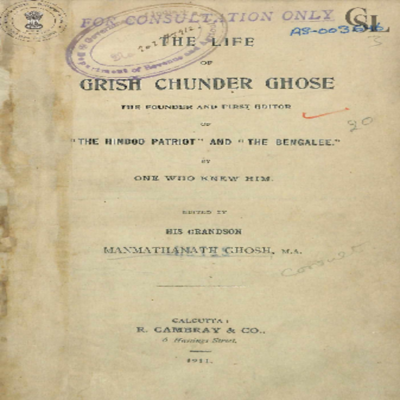 FOR CONSULTATION ONLY
CSL
THE LIFE
OF
GRISH CHUNDER GHOSE
THE FOUNDER AND FIRST EDITOR
OF
"THE HINDOO PATRIOT" AND "THE BENGALEE."
20
BY
ONE WHO KNEW HIM.
EDITED BY
HIS GRANDSON
MANMATHANATH GHOSH, M.A.
CALCUTTA:
R. CAMBRAY & CO.,
6 Hastings Street.
1911.